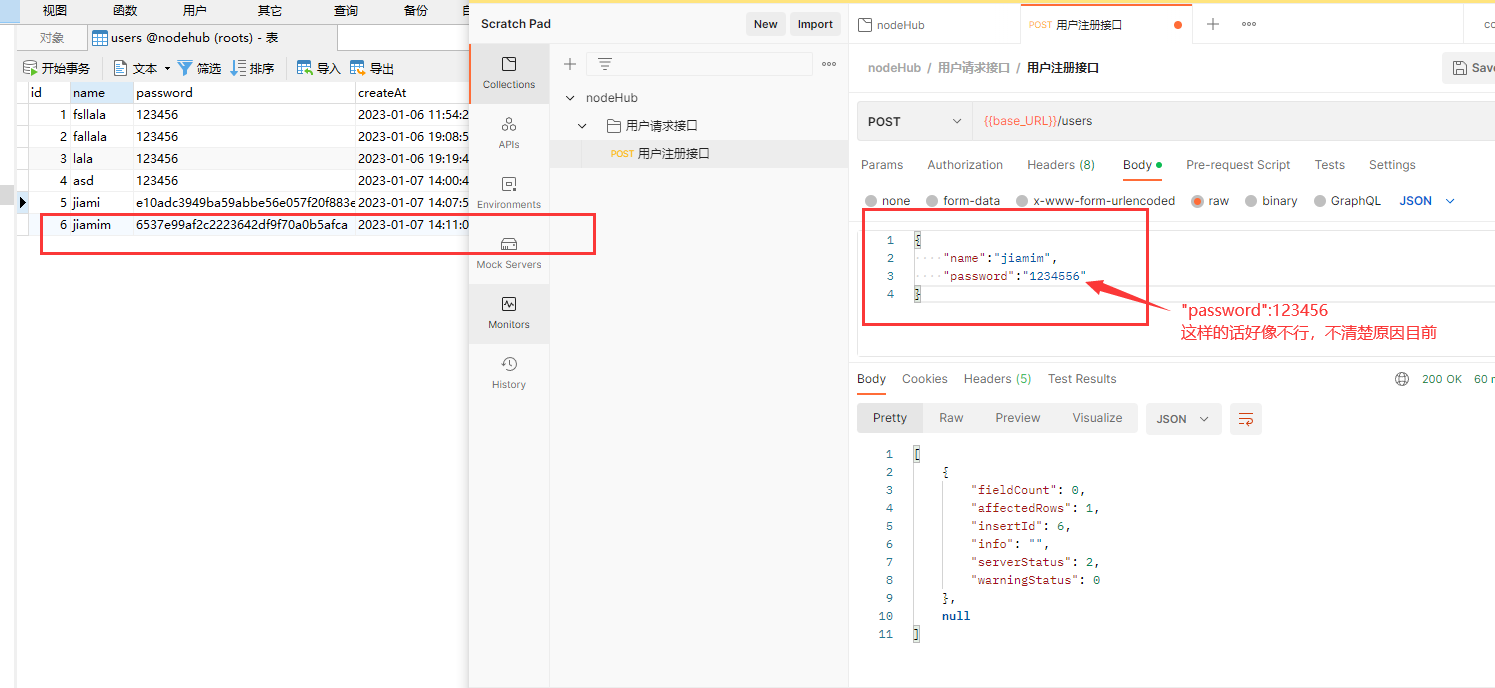 视图 函数 用户 其它 查询 备份
对象 users @nodehub (roots) - 表
开始事务 文本 筛选 排序 导入 导出
id name password createAt
1 fsllala 123456 2023-01-06 11:54:2
2 fallala 123456 2023-01-06 19:08:5
3 lala 123456 2023-01-06 19:19:4
4 asd 123456 2023-01-07 14:00:4
5 jiami e10adc3949ba59abbe56e057f20f883e 2023-01-07 14:07:5
6 jiamim 6537e99af2c2223642df9f70a0b5afca 2023-01-07 14:11:0
Scratch Pad New Import
Collections
APIs
Environments
Mock Servers
Monitors
History
nodeHub
用户请求接口
POST 用户注册接口
nodeHub POST 用户注册接口
nodeHub / 用户请求接口 / 用户注册接口 Save
POST {{base_URL}}/users
Params Authorization Headers (8) Body Pre-request Script Tests Settings
none form-data x-www-form-urlencoded raw binary GraphQL JSON
1 {
2 "name":"jiamim",
3 "password":"1234556"
4 }
"password":123456
这样的话好像不行，不清楚原因目前
Body Cookies Headers (5) Test Results 200 OK 60
Pretty Raw Preview Visualize JSON
1 [
2 {
3 "fieldCount": 0,
4 "affectedRows": 1,
5 "insertId": 6,
6 "info": "",
7 "serverStatus": 2,
8 "warningStatus": 0
9 },
10 null
11 ]